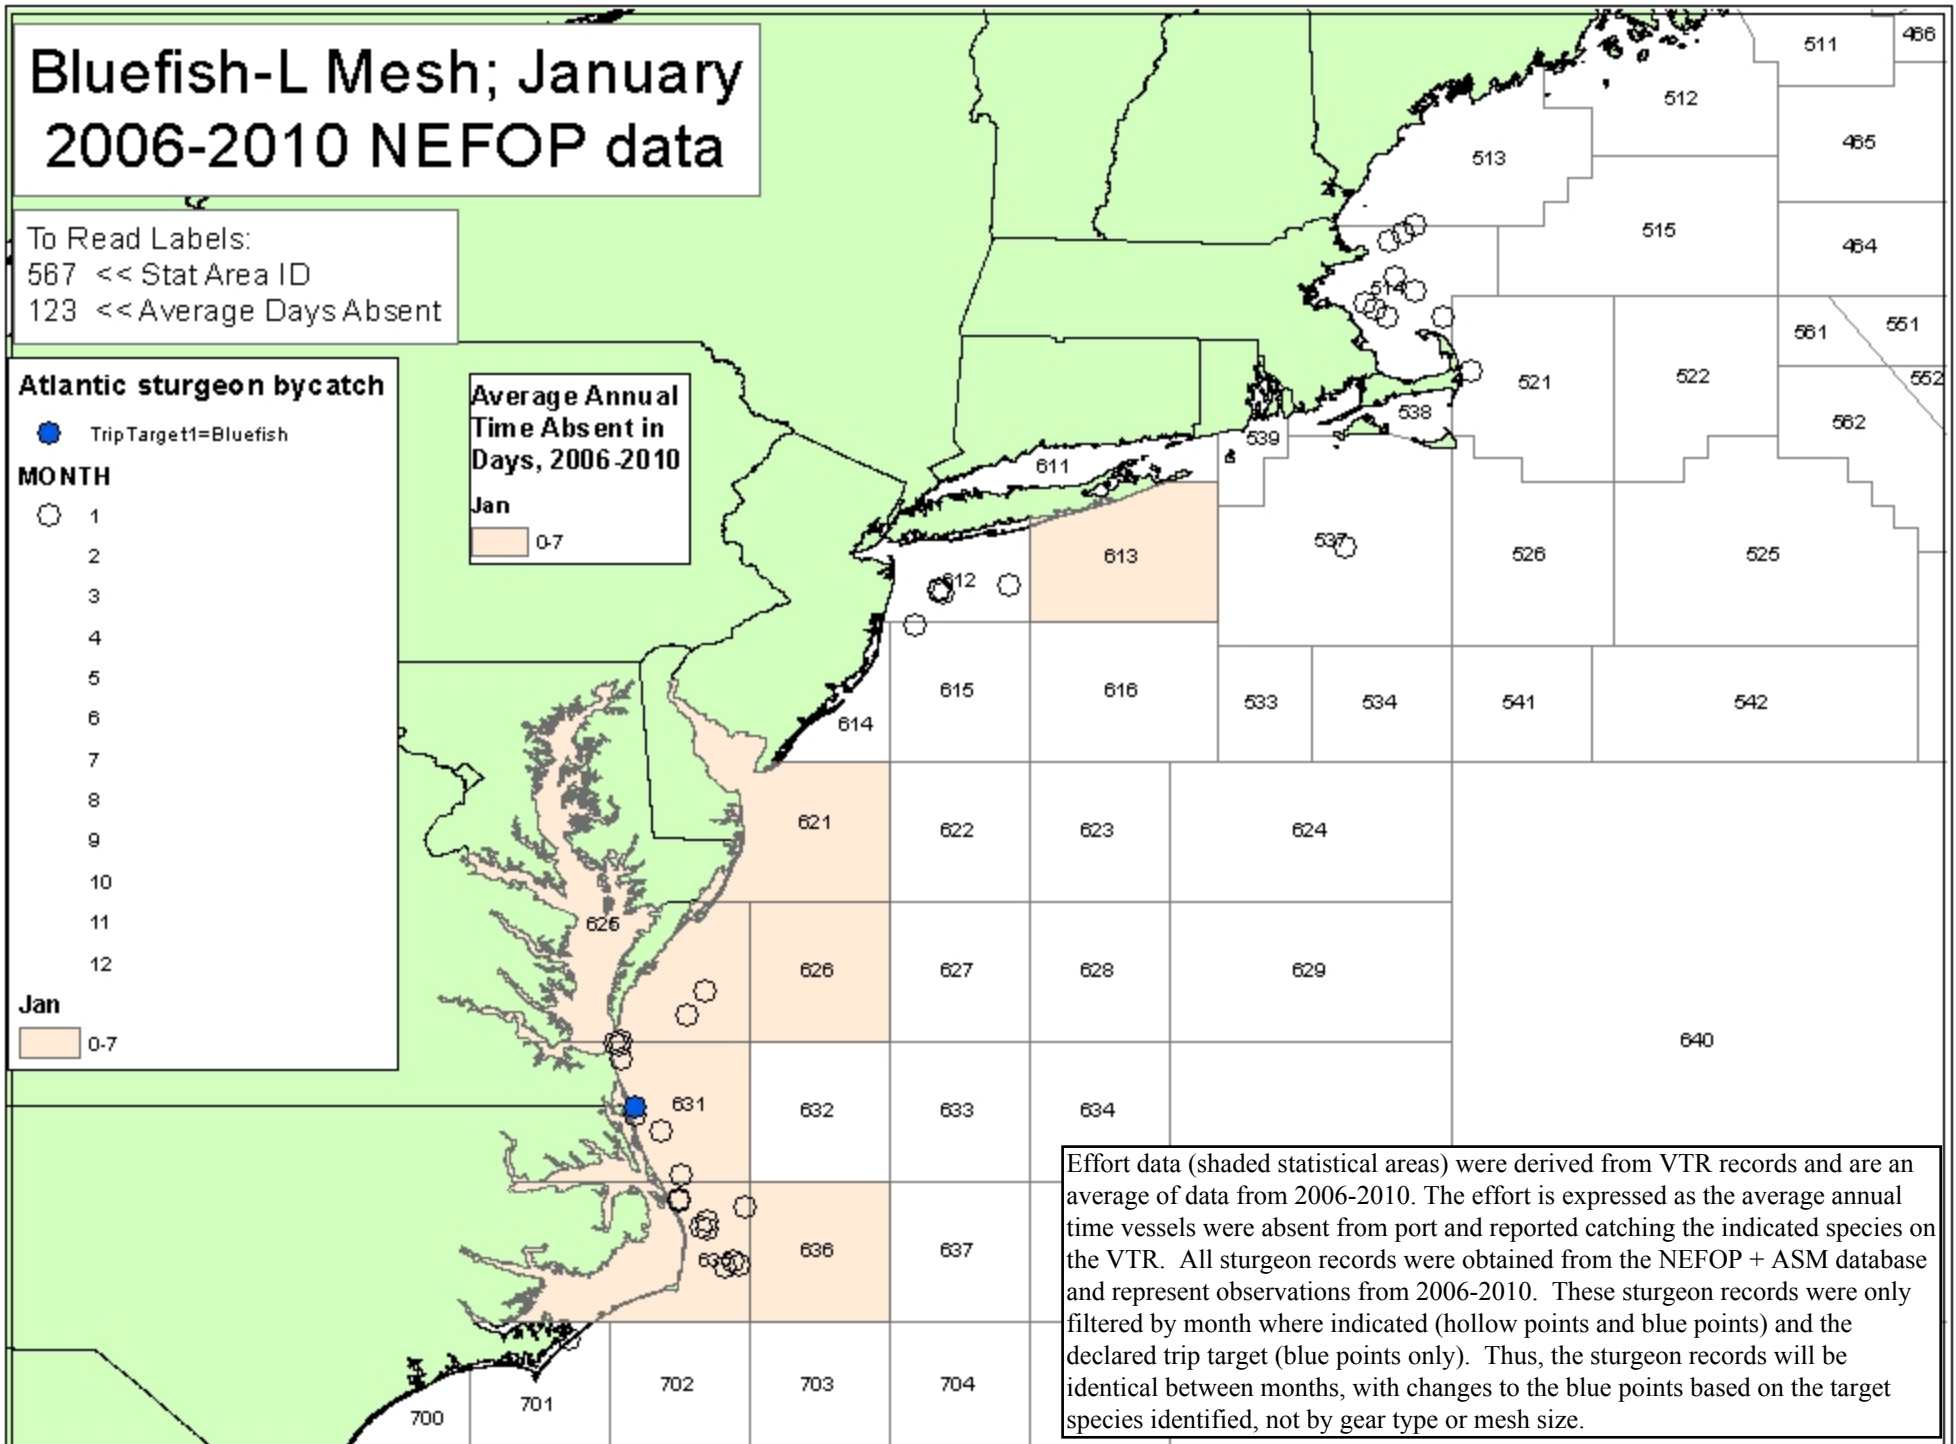 Bluefish-L Mesh; January
2006-2010 NEFOP data
To Read Labels:
567 << Stat Area ID
123 << Average Days Absent
Atlantic sturgeon bycatch
TripTarget1=Bluefish
MONTH
1
2
3
4
5
6
7
8
9
10
11
12
Jan
0-7
Average Annual
Time Absent in
Days, 2006-2010
Jan
0-7
511
466
512
465
513
515
464
514
561
551
521
522
552
538
562
539
611
537
526
525
613
612
615
616
533
534
541
542
614
621
622
623
624
625
626
627
628
629
640
631
632
633
634
635
636
637
700
701
702
703
704
Effort data (shaded statistical areas) were derived from VTR records and are an
average of data from 2006-2010. The effort is expressed as the average annual
time vessels were absent from port and reported catching the indicated species on
the VTR. All sturgeon records were obtained from the NEFOP + ASM database
and represent observations from 2006-2010. These sturgeon records were only
filtered by month where indicated (hollow points and blue points) and the
declared trip target (blue points only). Thus, the sturgeon records will be
identical between months, with changes to the blue points based on the target
species identified, not by gear type or mesh size.